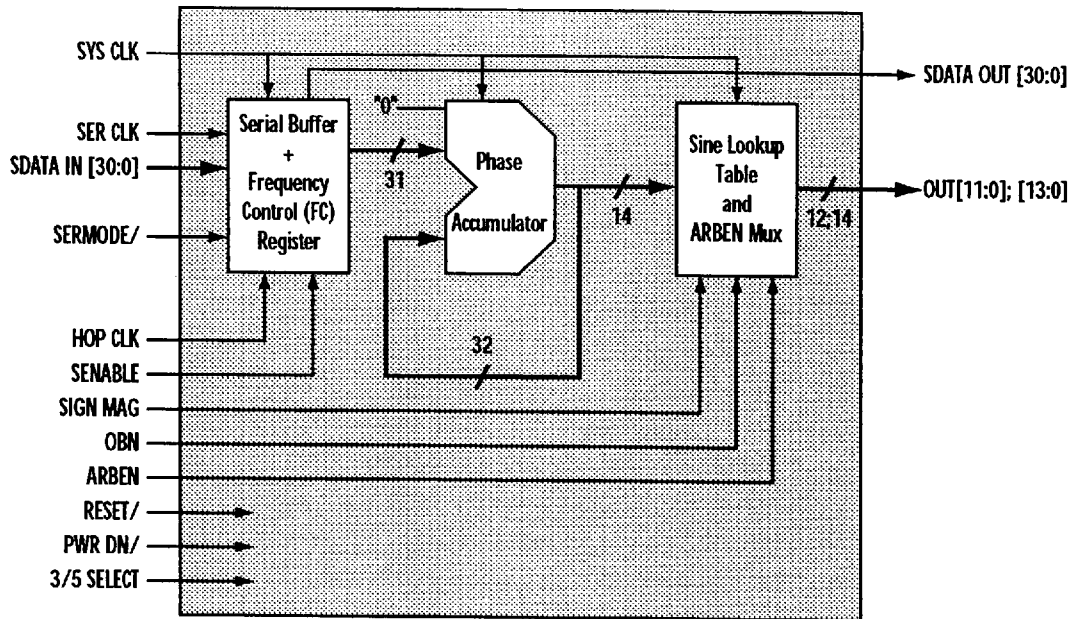 SYS CLK
SDATA OUT [30:0]
"0"
SER CLK
SDATA IN [30:0]
SERMODE/
Serial Buffer
+
Frequency
Control (FC)
Register
31
Phase
Accumulator
14
Sine Lookup
Table
and
ARBEN Mux
12;14
OUT[11:0]; [13:0]
HOP CLK
32
SENABLE
SIGN MAG
OBN
ARBEN
RESET/
PWR DN/
3/5 SELECT